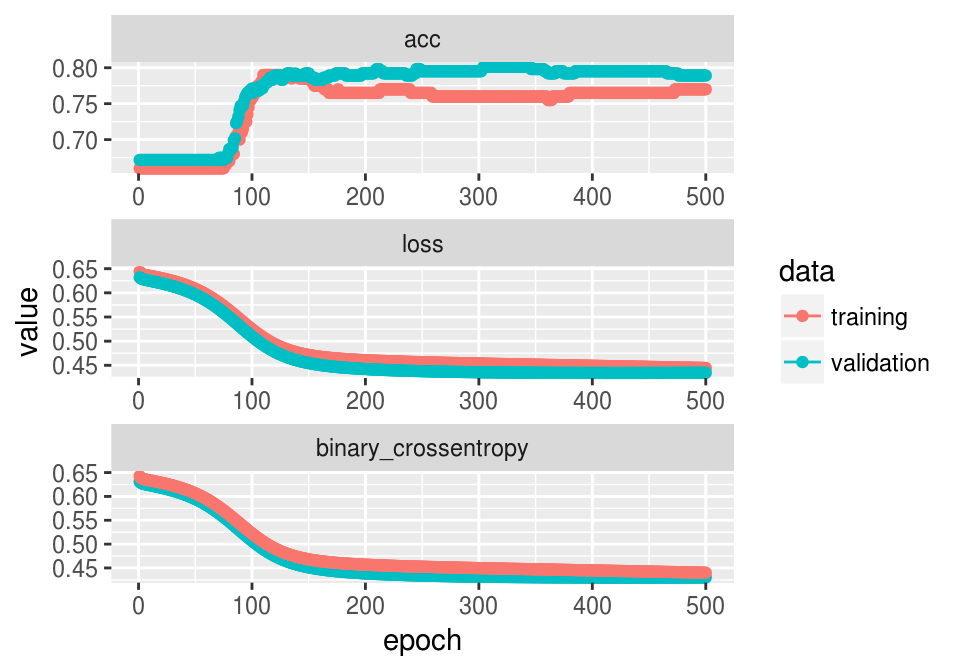 acc
0.80
0.75
0.70
0 100 200 300 400 500
loss
0.65
0.60
0.55
0.50
0.45
0 100 200 300 400 500
binary_crossentropy
0.65
0.60
0.55
0.50
0.45
0 100 200 300 400 500
value
epoch
data
training
validation